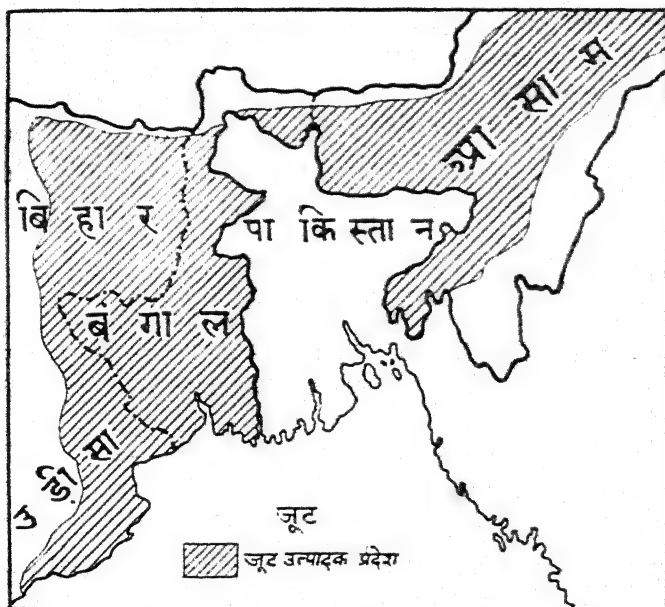 आसाम
बिहार
पाकिस्तान
बंगाल
उड़ीसा
जूट
जूट उत्पादक प्रदेश